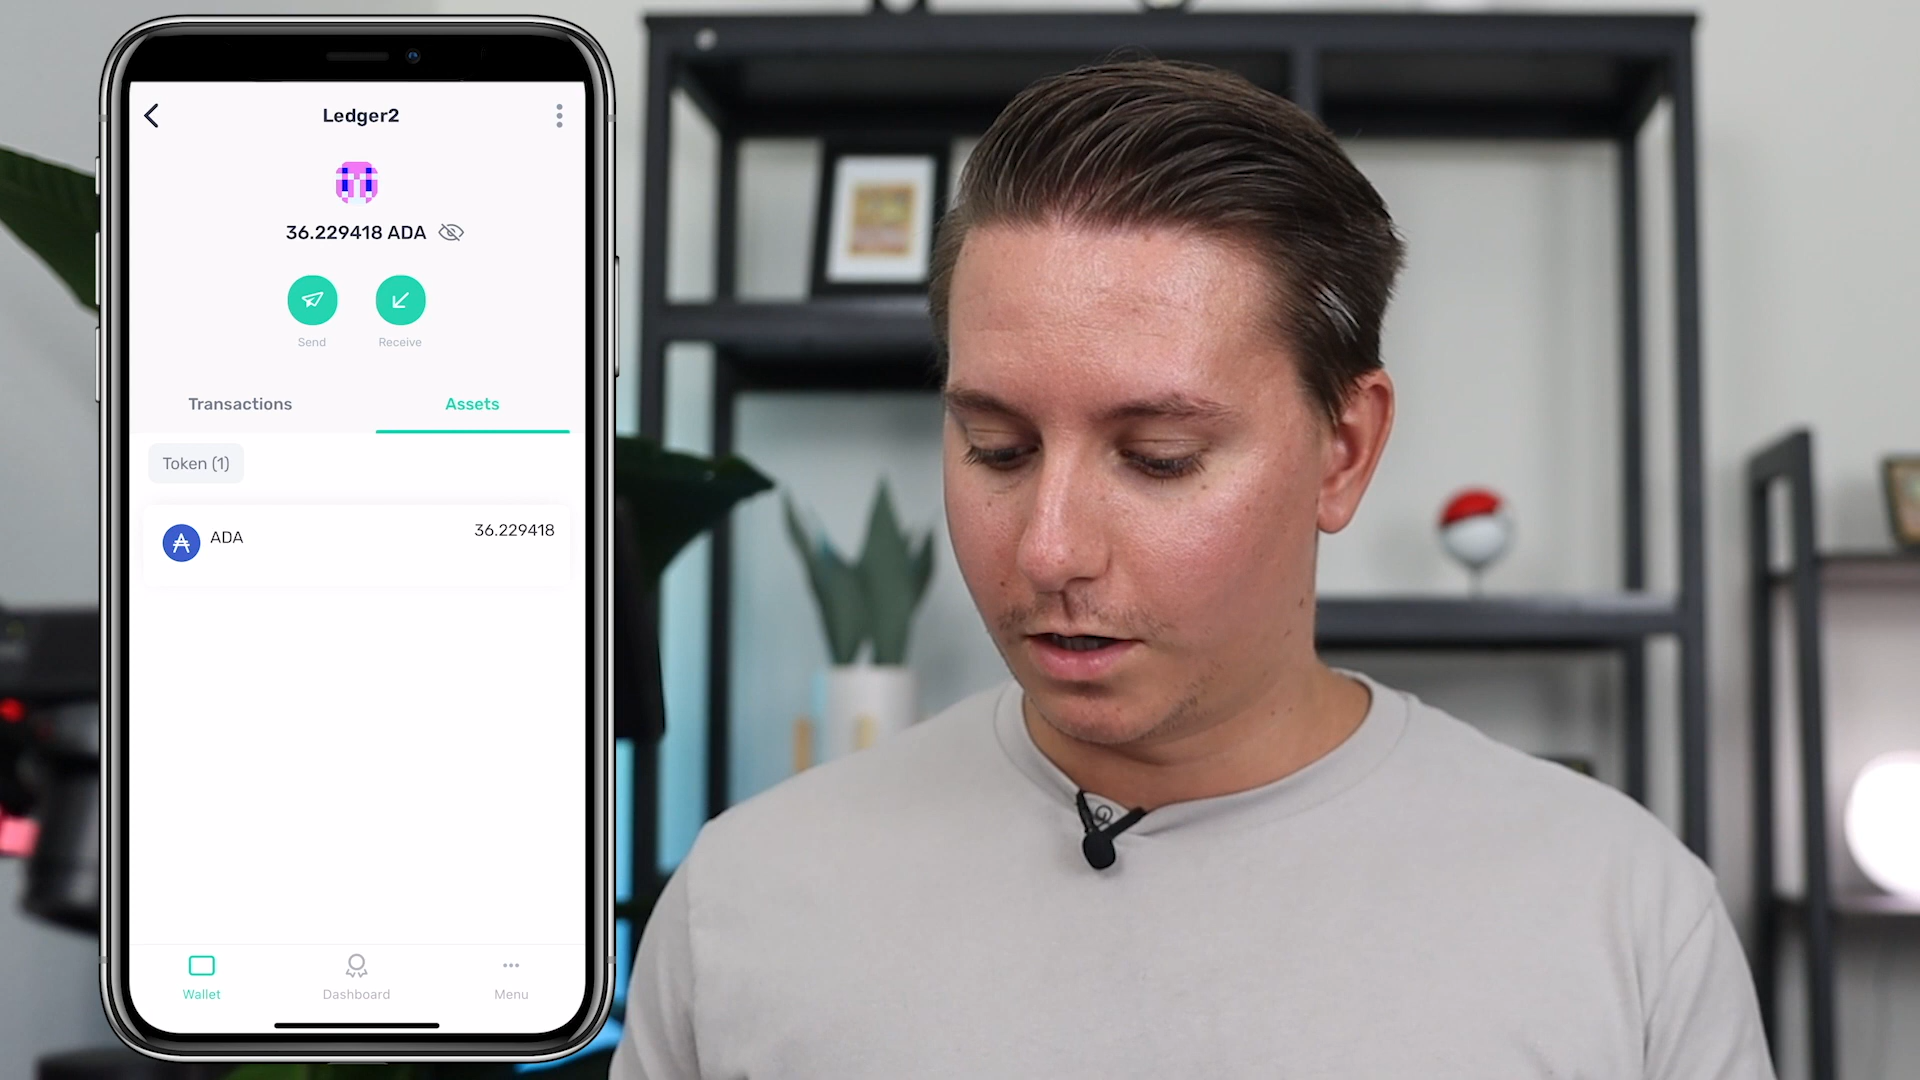 Ledger2
36.229418 ADA
Send
Receive
Transactions
Assets
Token (1)
ADA
36.229418
Wallet
Dashboard
Menu